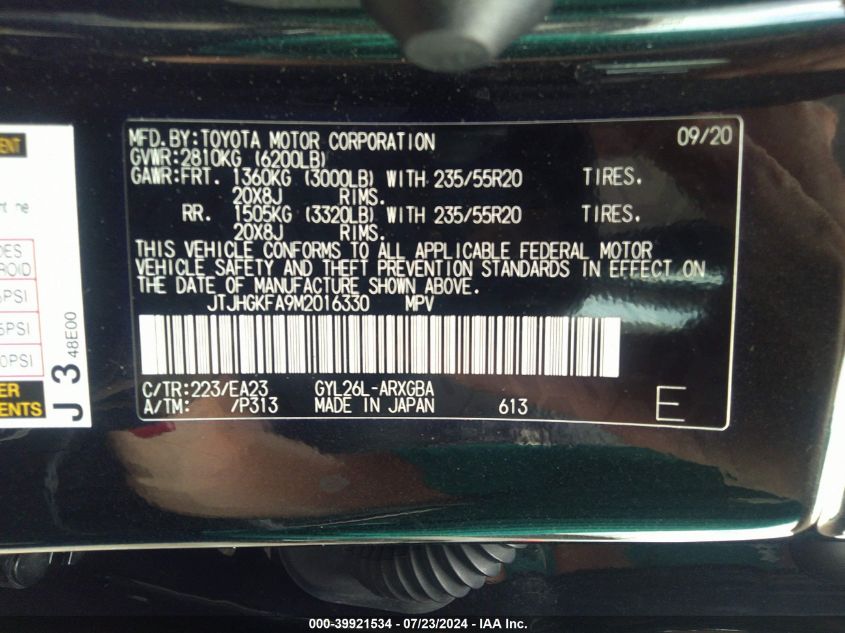 MFD.BY:TOYOTA MOTOR CORPORATION 09/20
GVWR:2810KG (6200LB)
GAWR:FRT. 1360KG (3000LB) WITH 235/55R20 TIRES.
20X8J RIMS.
RR. 1505KG (3320LB) WITH 235/55R20 TIRES.
20X8J RIMS.
THIS VEHICLE CONFORMS TO ALL APPLICABLE FEDERAL MOTOR
VEHICLE SAFETY AND THEFT PREVENTION STANDARDS IN EFFECT ON
THE DATE OF MANUFACTURE SHOWN ABOVE.
JTJHGKFA9M2016330 MPV
C/TR:223/EA23 GYL26L-ARXGBA
A/TM: /P313 MADE IN JAPAN 613 E
J 3 48E00
000-39921534 / 07/23/2024 - IAA Inc.